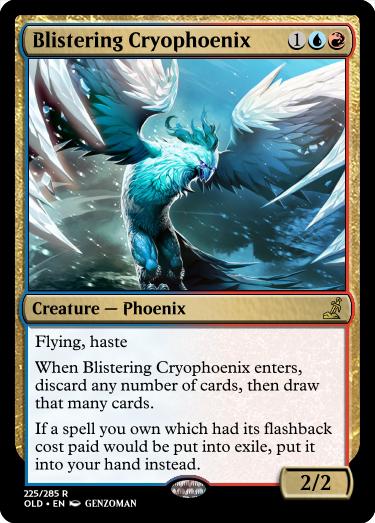 Blistering Cryophoenix 1
Creature — Phoenix
Flying, haste
When Blistering Cryophoenix enters,
discard any number of cards, then draw
that many cards.
If a spell you own which had its flashback
cost paid would be put into exile, put it
into your hand instead.
2/2
225/285 R
OLD • EN GENZOMAN